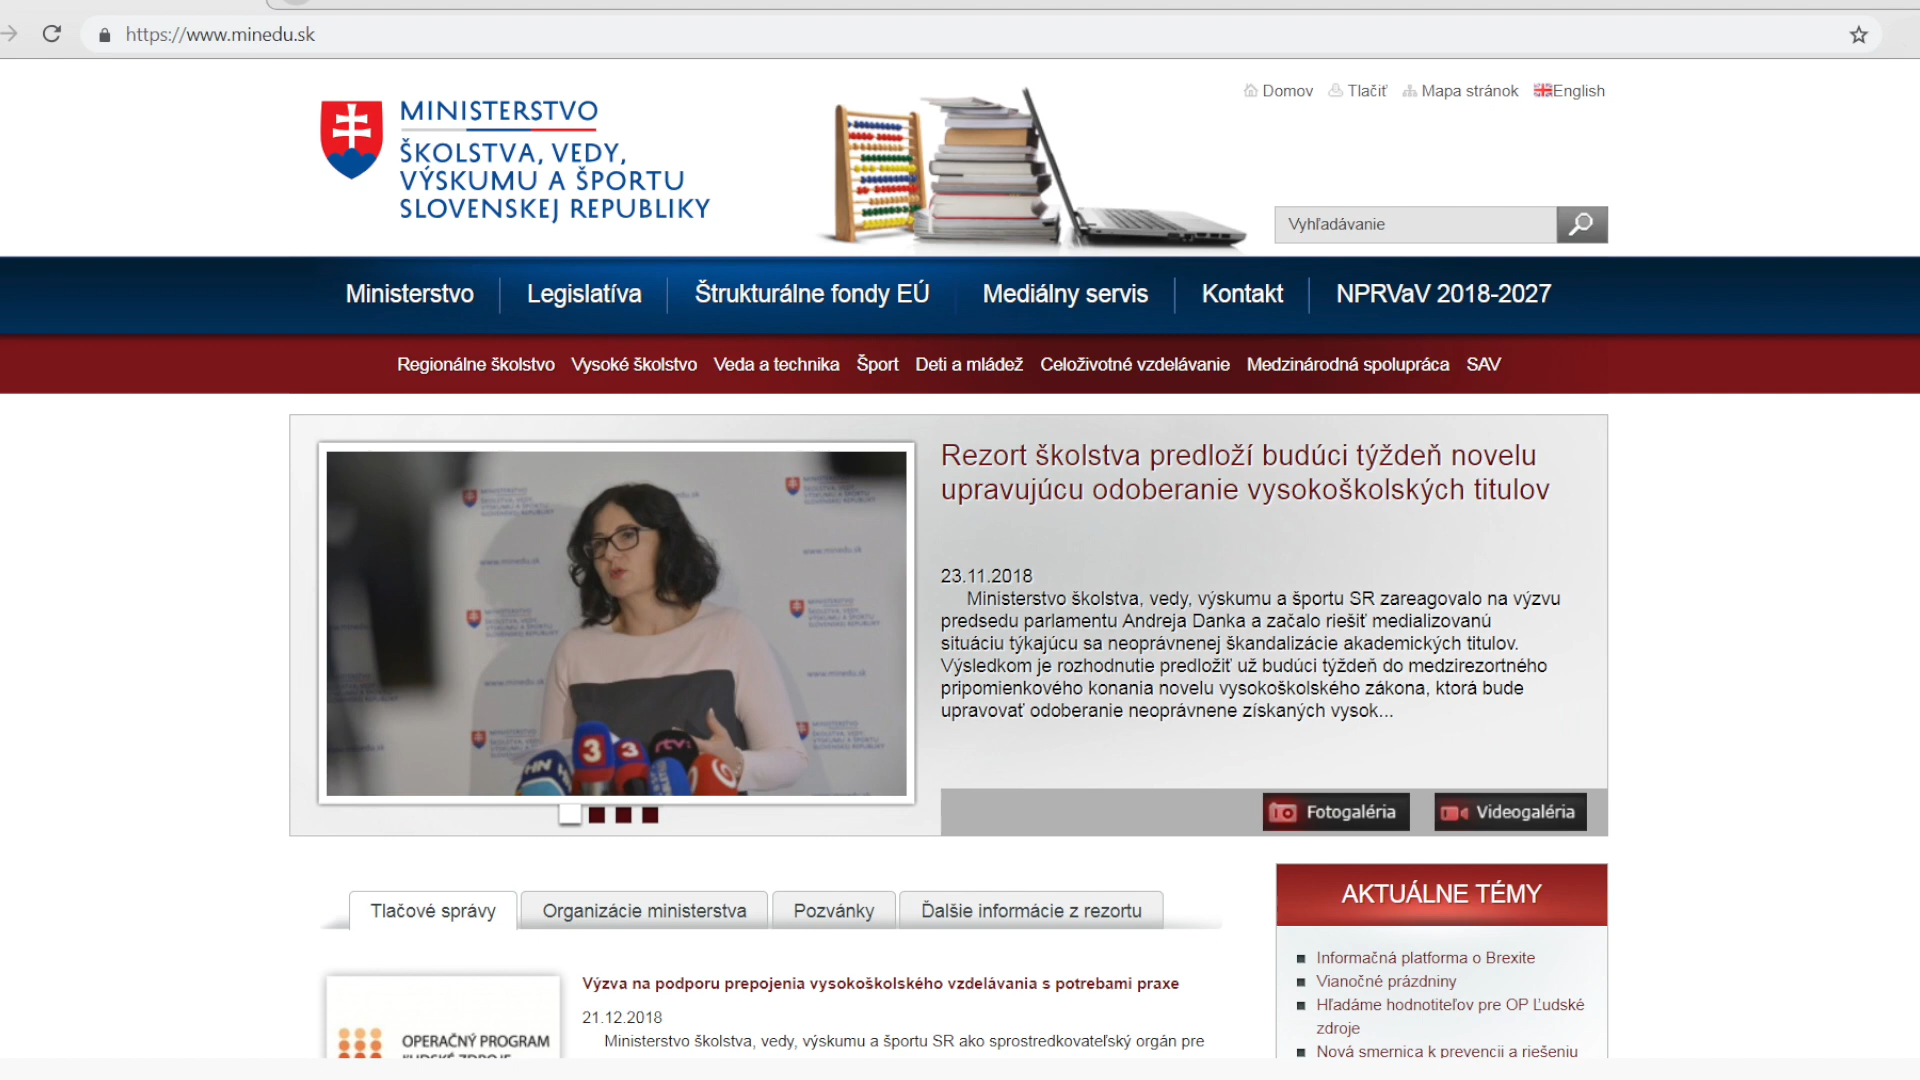 https://www.minedu.sk
Domov Tlačiť Mapa stránok English
MINISTERSTVO
ŠKOLSTVA, VEDY,
VÝSKUMU A ŠPORTU
SLOVENSKEJ REPUBLIKY
Vyhľadávanie
Ministerstvo Legislatíva Štrukturálne fondy EÚ Mediálny servis Kontakt NPRVaV 2018-2027
Regionálne školstvo Vysoké školstvo Veda a technika Šport Deti a mládež Celoživotné vzdelávanie Medzinárodná spolupráca SAV
Rezort školstva predloží budúci týždeň novelu
upravujúcu odoberanie vysokoškolských titulov
23.11.2018
Ministerstvo školstva, vedy, výskumu a športu SR zareagovalo na výzvu
predsedu parlamentu Andreja Danka a začalo riešiť medializovanú
situáciu týkajúcu sa neoprávnenej škandalizácie akademických titulov.
Výsledkom je rozhodnutie predložiť už budúci týždeň do medzirezortného
pripomienkového konania novelu vysokoškolského zákona, ktorá bude
upravovať odoberanie neoprávnene získaných vysok...
HN 3 3 rtv:
Fotogaléria Videogaléria
Tlačové správy Organizácie ministerstva Pozvánky Ďalšie informácie z rezortu
AKTUÁLNE TÉMY
Informačná platforma o Brexite
Vianočné prázdniny
Hľadáme hodnotiteľov pre OP Ľudské
zdroje
Nová smernica k prevencii a riešeniu
Výzva na podporu prepojenia vysokoškolského vzdelávania s potrebami praxe
21.12.2018
Ministerstvo školstva, vedy, výskumu a športu SR ako sprostredkovateľský orgán pre
OPERAČNÝ PROGRAM
ĽUDSKÉ ZDROJE